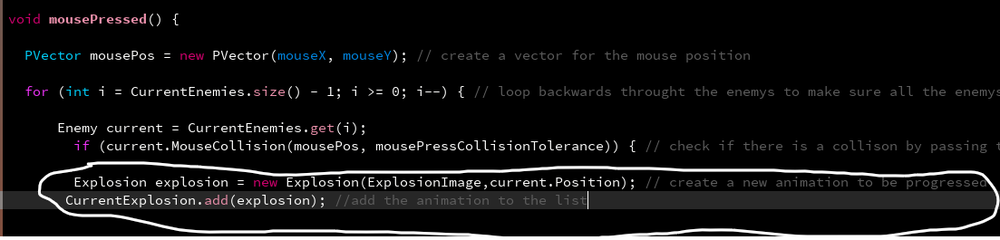 void mousePressed() {
PVector mousePos = new PVector(mouseX, mouseY); // create a vector for the mouse position
for (int i = CurrentEnemies.size() - 1; i >= 0; i--) { // loop backwards throught the enemys to make sure all the enemys
Enemy current = CurrentEnemies.get(i);
if (current.MouseCollision(mousePos, mousePressCollisionTolerance)) { // check if there is a collison by passing
Explosion explosion = new Explosion(ExplosionImage,current.Position); // create a new animation to be progressed
CurrentExplosion.add(explosion); //add the animation to the list